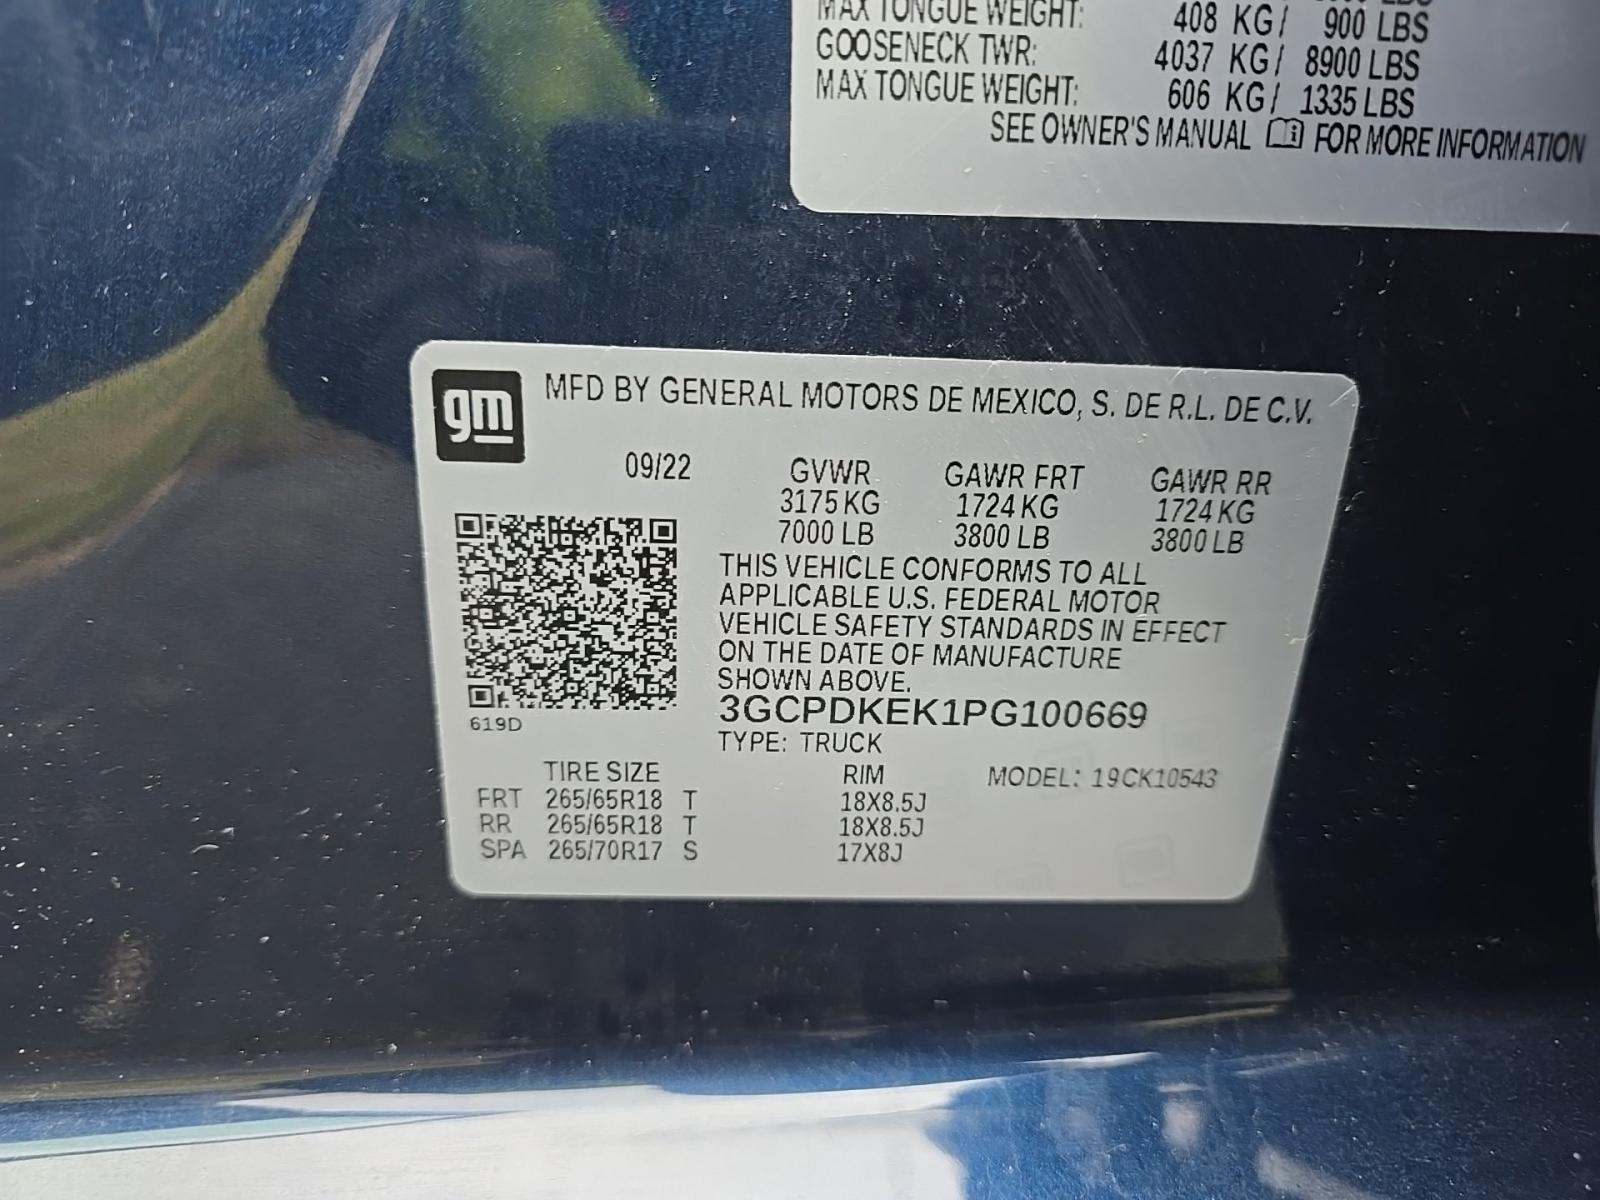 MAX TONGUE WEIGHT: 408 KG/ 900 LBS
GOOSENECK TWR: 4037 KG/ 8900 LBS
MAX TONGUE WEIGHT: 606 KG/ 1335 LBS
SEE OWNER'S MANUAL FOR MORE INFORMATION
gm
MFD BY GENERAL MOTORS DE MEXICO, S. DE R.L. DE C.V.
09/22 GVWR GAWR FRT GAWR RR
3175 KG 1724 KG 1724 KG
7000 LB 3800 LB 3800 LB
THIS VEHICLE CONFORMS TO ALL
APPLICABLE U.S. FEDERAL MOTOR
VEHICLE SAFETY STANDARDS IN EFFECT
ON THE DATE OF MANUFACTURE
SHOWN ABOVE.
3GCPDKEK1PG100669
619D
TYPE: TRUCK
TIRE SIZE RIM MODEL: 19CK10543
FRT 265/65R18 T 18X8.5J
RR 265/65R18 T 18X8.5J
SPA 265/70R17 S 17X8J